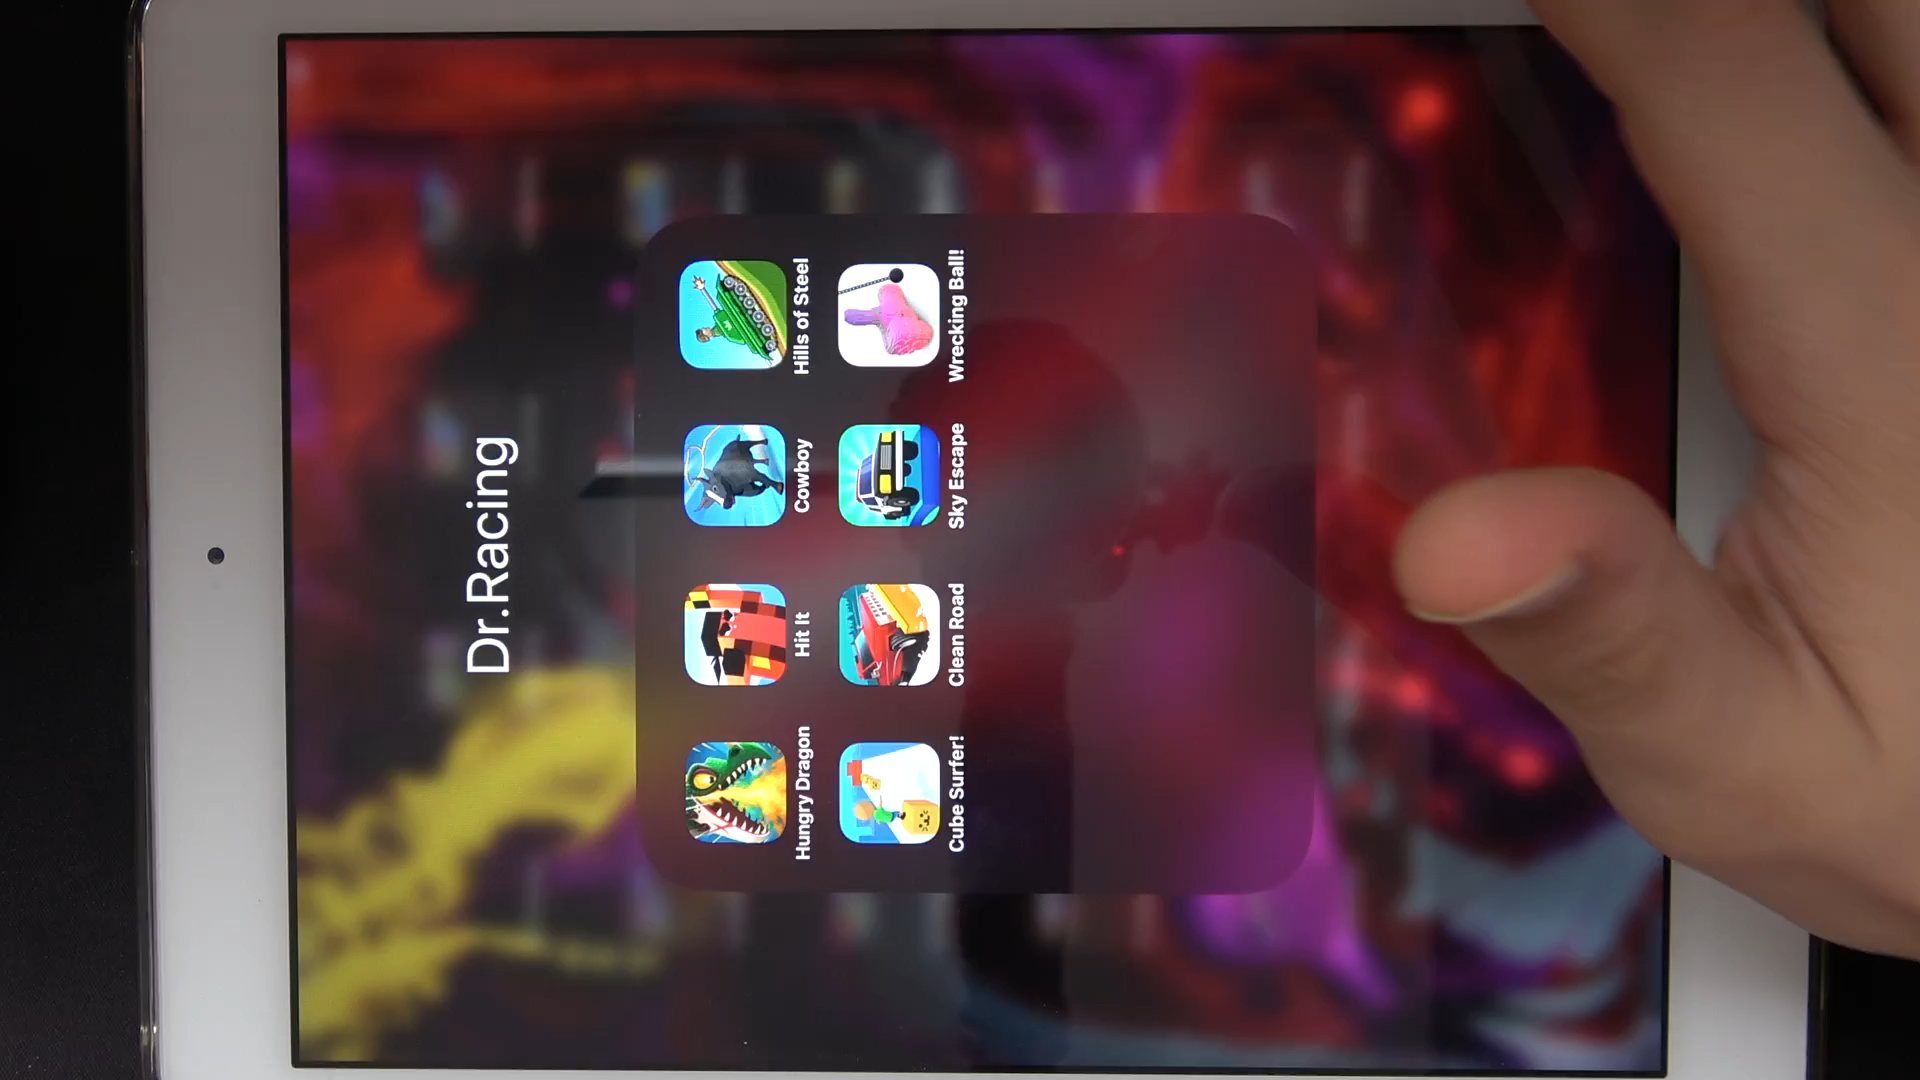 Dr.Racing
Hungry Dragon
Hit It
Cowboy
Hills of Steel
Cube Surfer!
Clean Road
Sky Escape
Wrecking Ball!